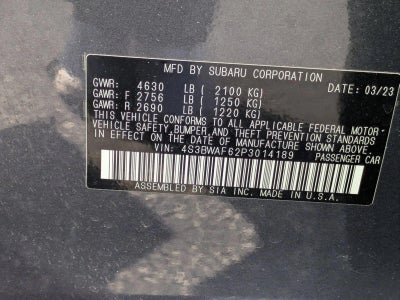 MFD BY SUBARU CORPORATION DATE: 03/23
GVWR: 4630 LB ( 2100 KG)
GAWR: F 2756 LB ( 1250 KG)
GAWR: R 2690 LB ( 1220 KG)
THIS VEHICLE CONFORMS TO ALL APPLICABLE FEDERAL MOTOR-
VEHICLE SAFETY, BUMPER, AND THEFT PREVENTION STANDARDS
IN EFFECT ON THE DATE OF MANUFACTURE SHOWN ABOVE.
VIN: 4S3BWAF62P3014189
PASSENGER CAR
ASSEMBLED BY SIA INC. MADE IN U.S.A.